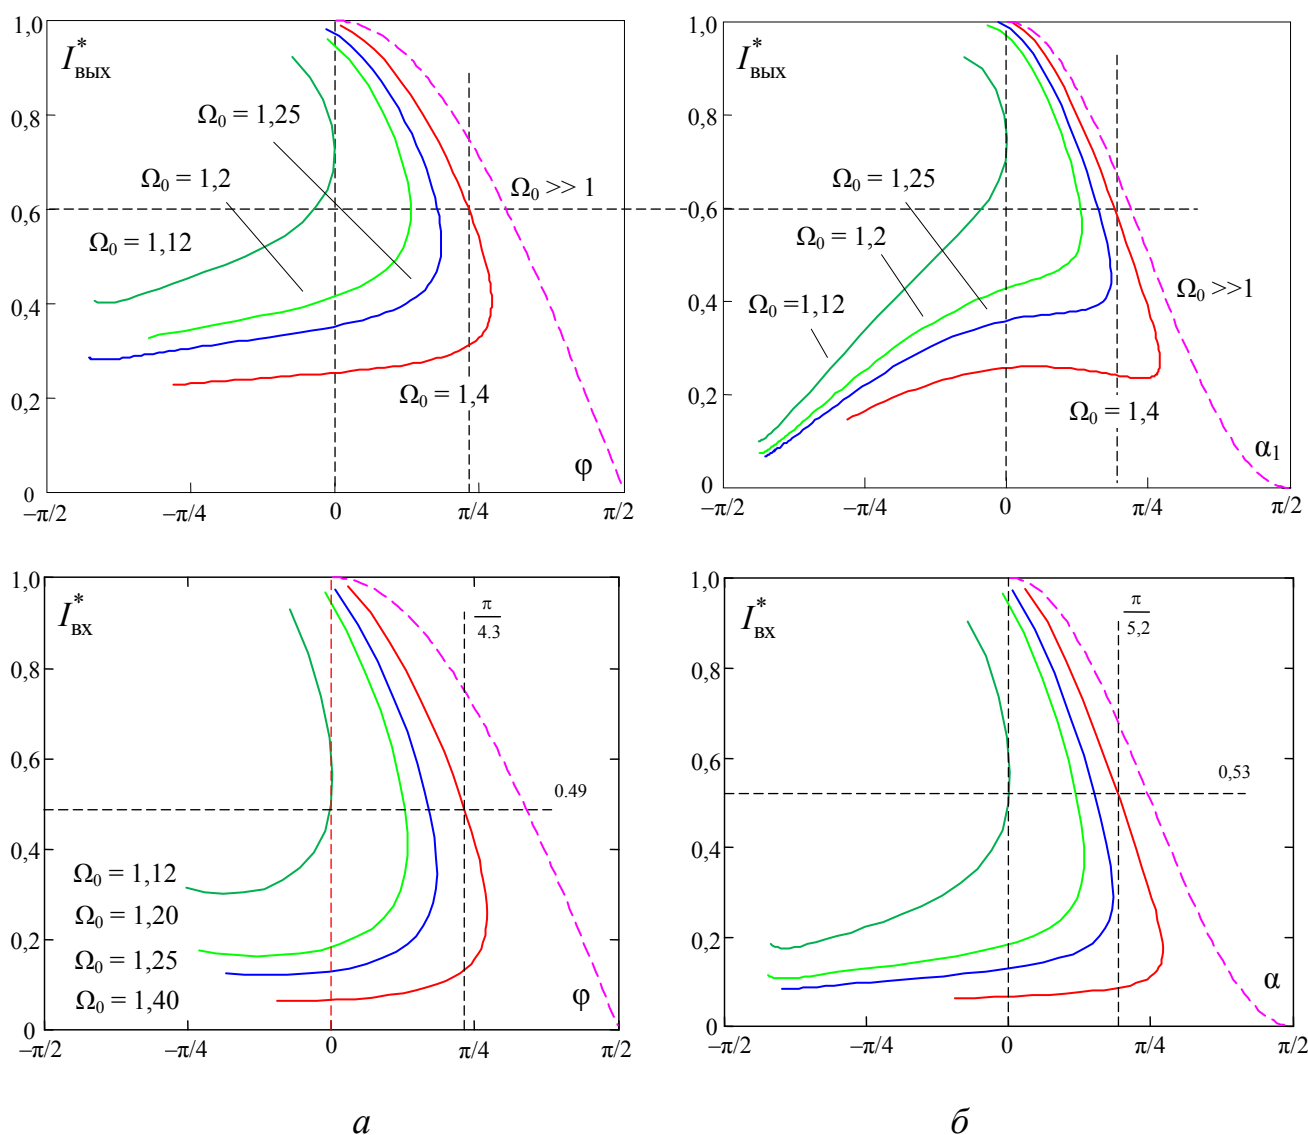 1,0
I*вых
0,8
Ω0 = 1,25
Ω0 = 1,2
Ω0 >> 1
0,6
Ω0 = 1,12
0,4
Ω0 = 1,4
0,2
φ
0
–π/2
–π/4
0
π/4
π/2
1,0
I*вых
0,8
Ω0 = 1,25
0,6
Ω0 = 1,2
Ω0 >>1
Ω0 =1,12
0,4
Ω0 = 1,4
0,2
α1
0
–π/2
–π/4
0
π/4
π/2
1,0
I*вх
π
4.3
0,8
0,6
0.49
0,4
Ω0 = 1,12
Ω0 = 1,20
0,2
Ω0 = 1,25
Ω0 = 1,40
φ
0
–π/2
–π/4
0
π/4
π/2
1,0
I*вх
π
5,2
0,8
0,6
0,53
0,4
0,2
α
0
–π/2
–π/4
0
π/4
π/2
а
б